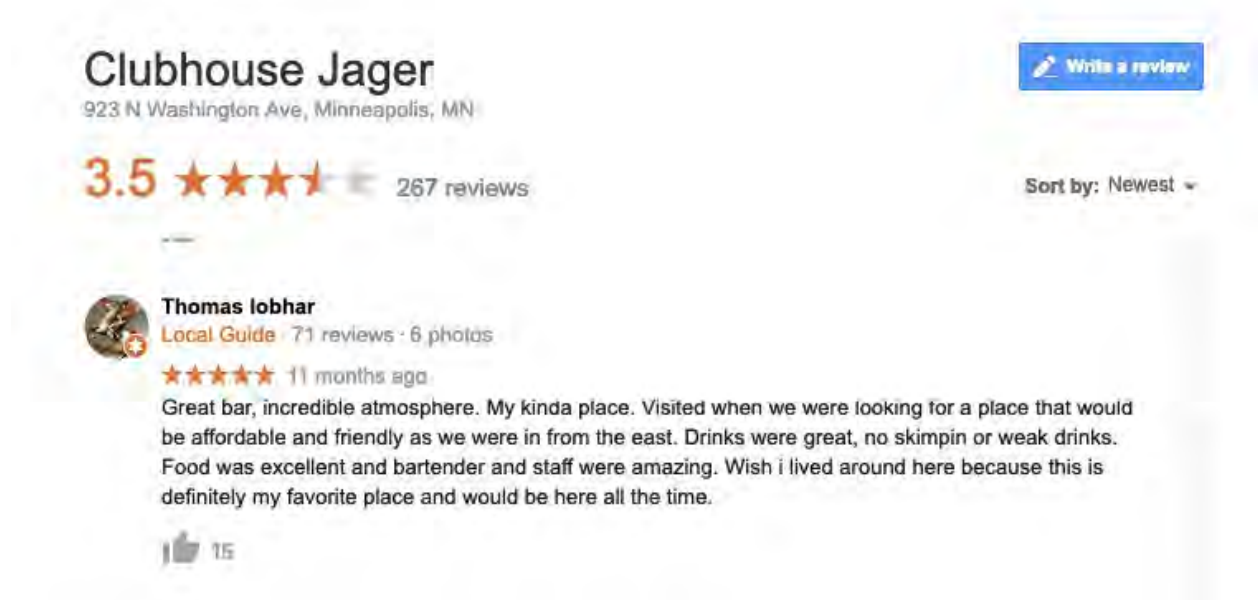 Clubhouse Jager
Write a review
923 N Washington Ave, Minneapolis, MN
3.5 267 reviews
Sort by: Newest
Thomas Iobhar
Local Guide · 71 reviews · 6 photos
11 months ago
Great bar, incredible atmosphere. My kinda place. Visited when we were looking for a place that would
be affordable and friendly as we were in from the east. Drinks were great, no skimpin or weak drinks.
Food was excellent and bartender and staff were amazing. Wish i lived around here because this is
definitely my favorite place and would be here all the time.
15